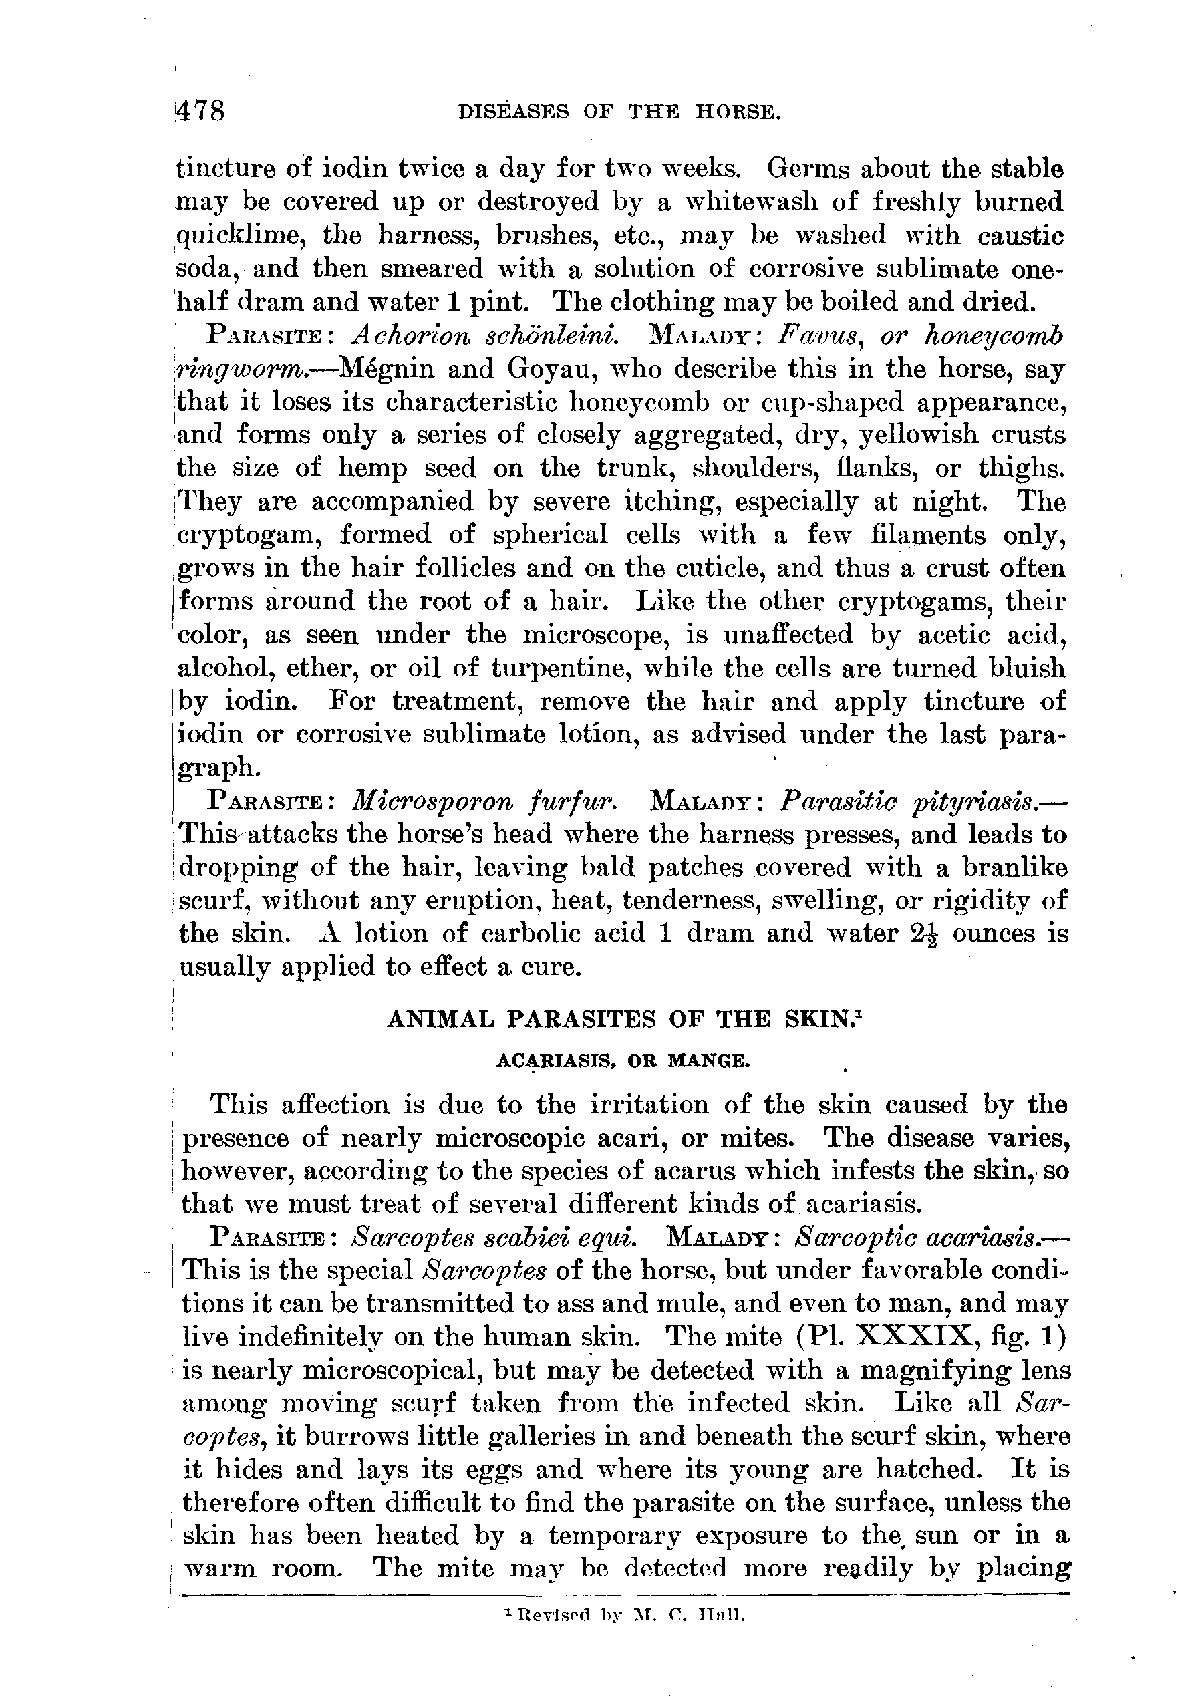 478 DISEASES OF THE HORSE.
tincture of iodin twice a day for two weeks. Germs about the stable
may be covered up or destroyed by a whitewash of freshly burned
quicklime, the harness, brushes, etc., may be washed with caustic
soda, and then smeared with a solution of corrosive sublimate one-
half dram and water 1 pint. The clothing may be boiled and dried.
PARASITE: Achorion schönleini. MALADY: Favus, or honeycomb
ringworm.—Mégnin and Goyau, who describe this in the horse, say
that it loses its characteristic honeycomb or cup-shaped appearance,
and forms only a series of closely aggregated, dry, yellowish crusts
the size of hemp seed on the trunk, shoulders, flanks, or thighs.
They are accompanied by severe itching, especially at night. The
cryptogam, formed of spherical cells with a few filaments only,
grows in the hair follicles and on the cuticle, and thus a crust often
forms around the root of a hair. Like the other cryptogams, their
color, as seen under the microscope, is unaffected by acetic acid,
alcohol, ether, or oil of turpentine, while the cells are turned bluish
by iodin. For treatment, remove the hair and apply tincture of
iodin or corrosive sublimate lotion, as advised under the last para-
graph.
PARASITE: Microsporon furfur. MALADY: Parasitic pityriasis.—
This attacks the horse's head where the harness presses, and leads to
dropping of the hair, leaving bald patches covered with a branlike
scurf, without any eruption, heat, tenderness, swelling, or rigidity of
the skin. A lotion of carbolic acid 1 dram and water 2½ ounces is
usually applied to effect a cure.
ANIMAL PARASITES OF THE SKIN.¹
ACARIASIS, OR MANGE.
This affection is due to the irritation of the skin caused by the
presence of nearly microscopic acari, or mites. The disease varies,
however, according to the species of acarus which infests the skin, so
that we must treat of several different kinds of acariasis.
PARASITE: Sarcoptes scabiei equi. MALADY: Sarcoptic acariasis.—
This is the special Sarcoptes of the horse, but under favorable condi-
tions it can be transmitted to ass and mule, and even to man, and may
live indefinitely on the human skin. The mite (Pl. XXXIX, fig. 1)
is nearly microscopical, but may be detected with a magnifying lens
among moving scurf taken from the infected skin. Like all Sar-
coptes, it burrows little galleries in and beneath the scurf skin, where
it hides and lays its eggs and where its young are hatched. It is
therefore often difficult to find the parasite on the surface, unless the
skin has been heated by a temporary exposure to the sun or in a
warm room. The mite may be detected more readily by placing
¹ Revised by M. C. Hall.